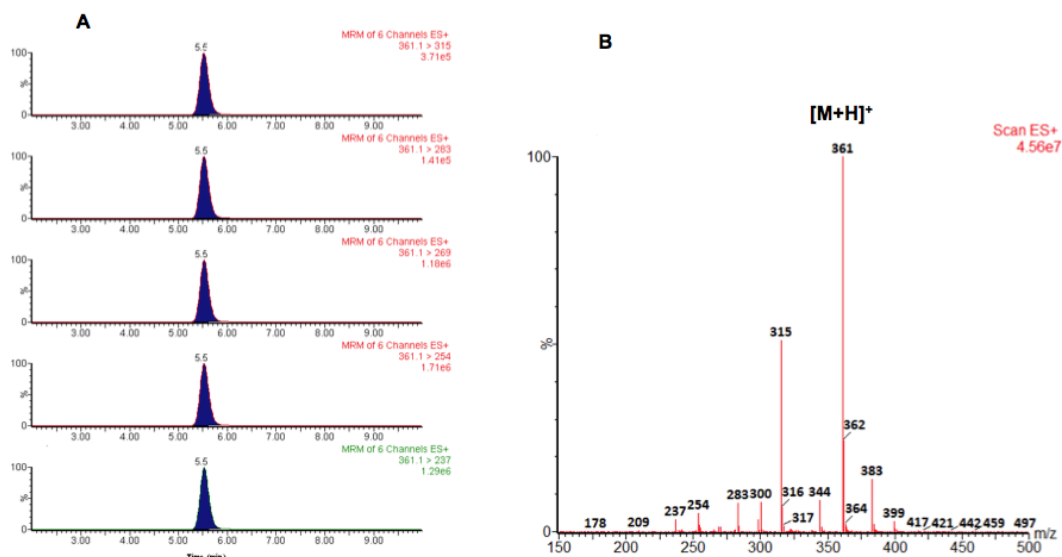 A
MRM of 6 Channels ES+
361.1 > 315
3.71e5
5.5
100
%
0
3.00 4.00 5.00 6.00 7.00 8.00 9.00
MRM of 6 Channels ES+
361.1 > 283
1.41e5
5.5
100
%
0
3.00 4.00 5.00 6.00 7.00 8.00 9.00
MRM of 6 Channels ES+
361.1 > 269
1.18e6
5.5
100
%
0
3.00 4.00 5.00 6.00 7.00 8.00 9.00
MRM of 6 Channels ES+
361.1 > 254
1.71e6
5.5
100
%
0
3.00 4.00 5.00 6.00 7.00 8.00 9.00
MRM of 6 Channels ES+
361.1 > 237
1.29e6
5.5
100
%
0
3.00 4.00 5.00 6.00 7.00 8.00 9.00
B
[M+H]+
Scan ES+
4.56e7
100
361
315
%
362
383
237 254 283 300 316 344
317 364 399
178 209 417 421 442 459 497
0
150 200 250 300 350 400 450 500 m/z